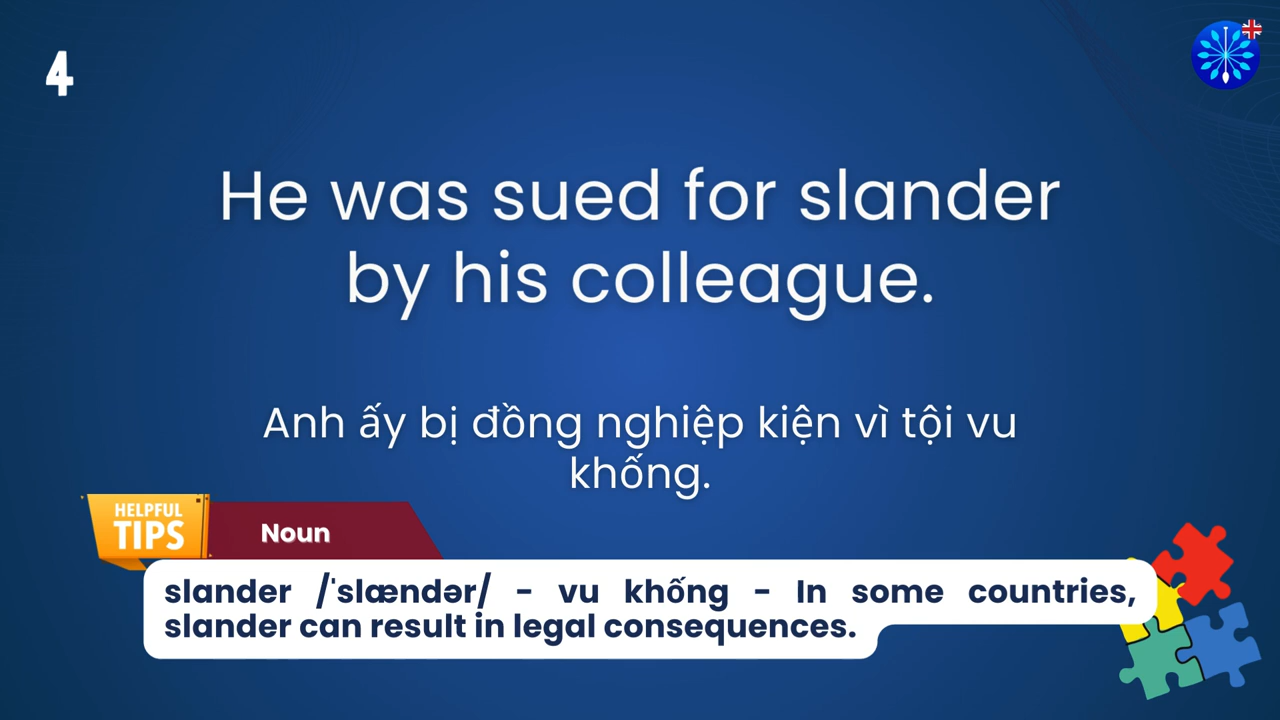 4
He was sued for slander
by his colleague.
Anh ấy bị đồng nghiệp kiện vì tội vu
khống.
HELPFUL
TIPS
Noun
slander /ˈslændər/ - vu khống - In some countries,
slander can result in legal consequences.